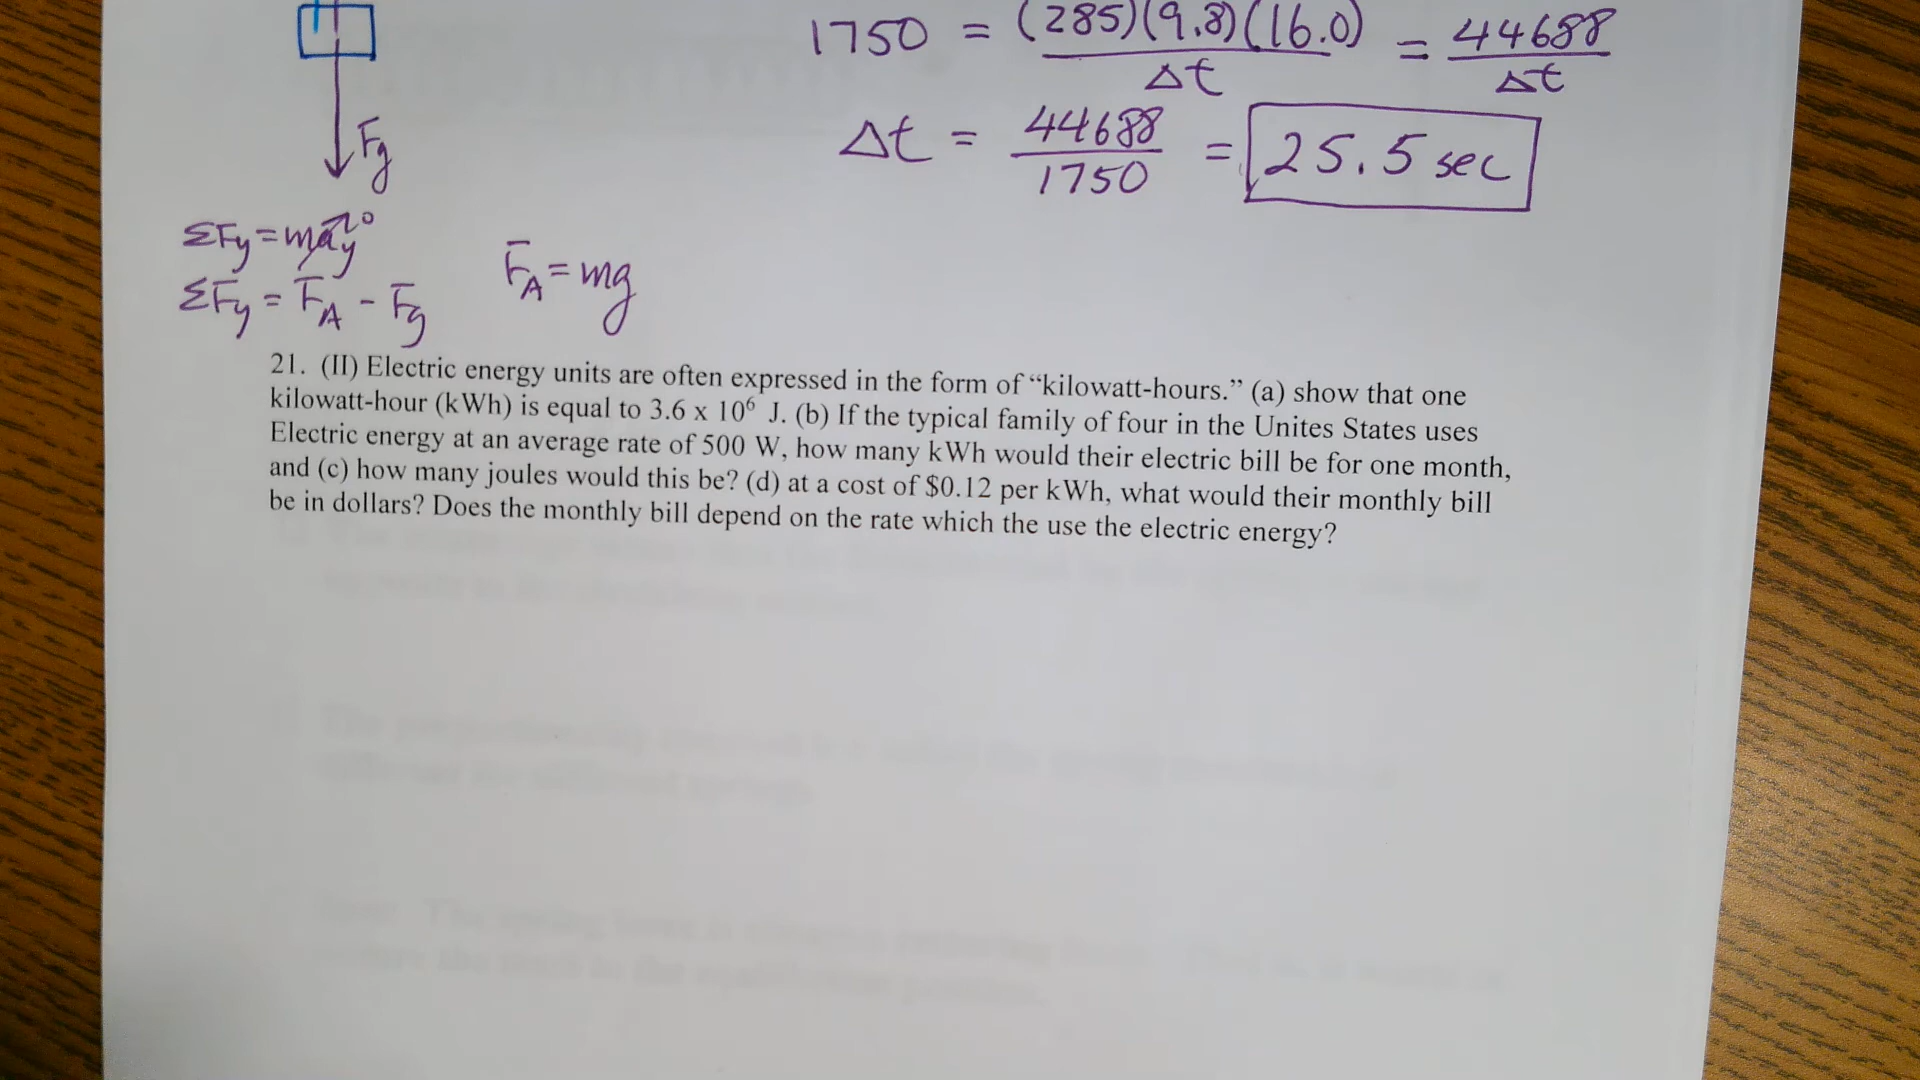 1750 = (285)(9.8)(16.0) / Δt = 44688 / Δt
Δt = 44688 / 1750 = 25.5 sec
Fg
ΣFy = may 0
ΣFy = FA - Fg
FA = mg
21. (II) Electric energy units are often expressed in the form of “kilowatt-hours.” (a) show that one
kilowatt-hour (kWh) is equal to 3.6 x 10⁶ J. (b) If the typical family of four in the Unites States uses
Electric energy at an average rate of 500 W, how many kWh would their electric bill be for one month,
and (c) how many joules would this be? (d) at a cost of $0.12 per kWh, what would their monthly bill
be in dollars? Does the monthly bill depend on the rate which the use the electric energy?